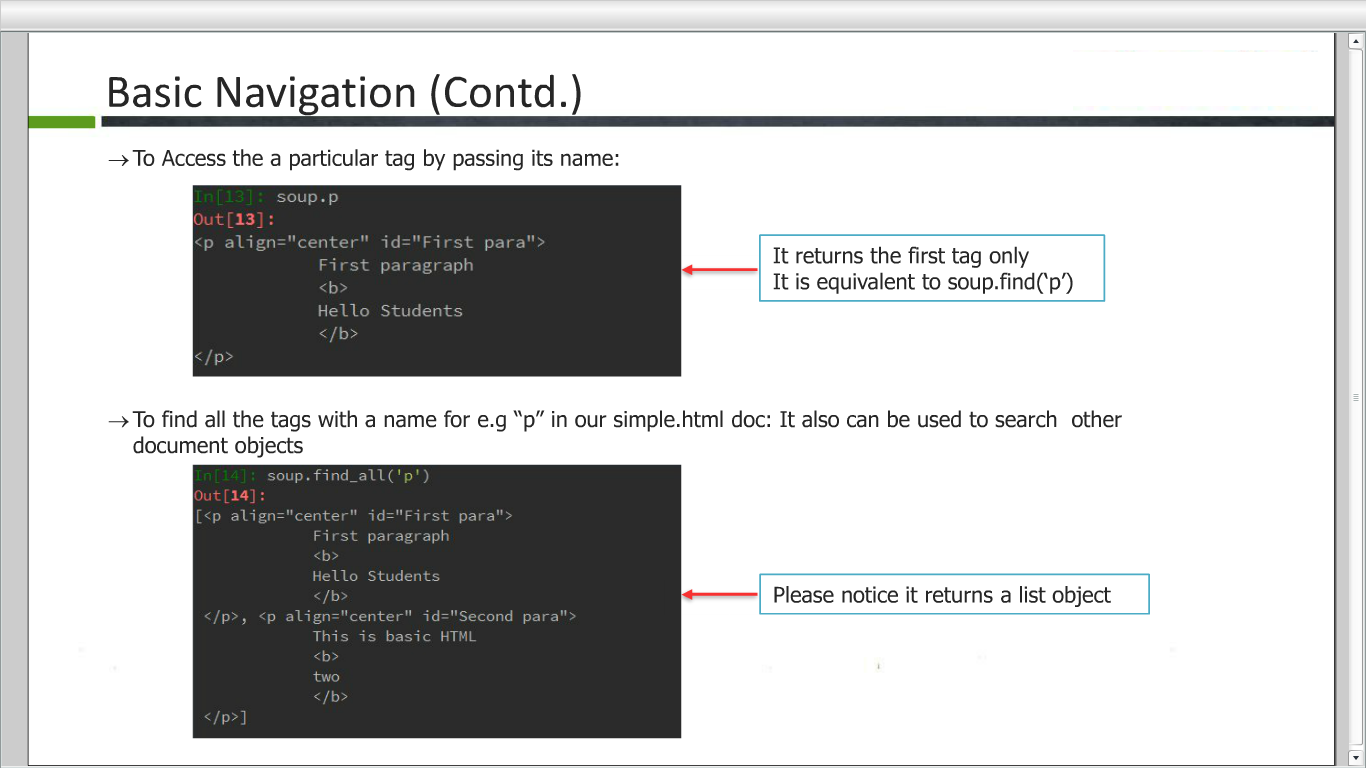 Basic Navigation (Contd.)
→To Access the a particular tag by passing its name:
In[13]: soup.p
Out[13]:
<p align="center" id="First para">
First paragraph
<b>
Hello Students
</b>
</p>
It returns the first tag only
It is equivalent to soup.find(‘p’)
→To find all the tags with a name for e.g “p” in our simple.html doc: It also can be used to search  other
document objects
In[14]: soup.find_all('p')
Out[14]:
[<p align="center" id="First para">
First paragraph
<b>
Hello Students
</b>
</p>, <p align="center" id="Second para">
This is basic HTML
<b>
two
</b>
</p>]
Please notice it returns a list object